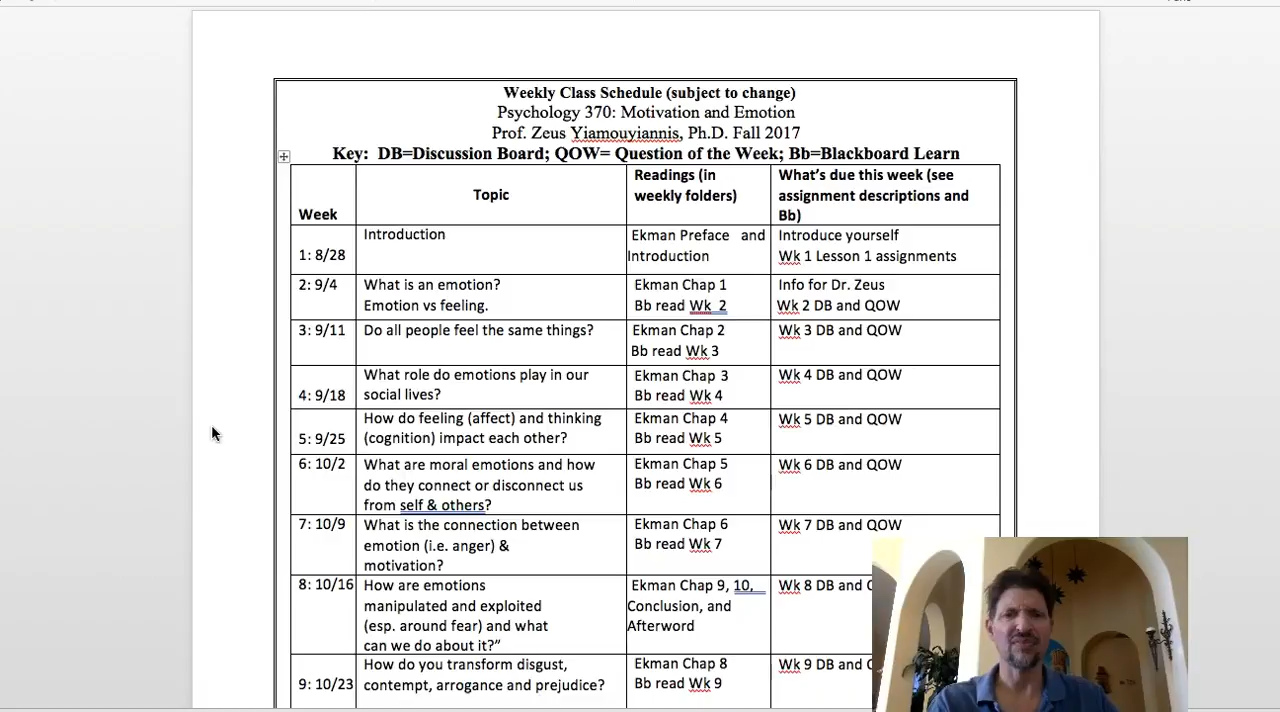 Weekly Class Schedule (subject to change)
Psychology 370: Motivation and Emotion
Prof. Zeus Yiamouyiannis, Ph.D. Fall 2017
Key: DB=Discussion Board; QOW= Question of the Week; Bb=Blackboard Learn
Week
Topic
Readings (in
weekly folders)
What's due this week (see
assignment descriptions and
Bb)
1: 8/28
Introduction
Ekman Preface and
Introduction
Introduce yourself
Wk 1 Lesson 1 assignments
2: 9/4
What is an emotion?
Emotion vs feeling.
Ekman Chap 1
Bb read Wk 2
Info for Dr. Zeus
Wk 2 DB and QOW
3: 9/11
Do all people feel the same things?
Ekman Chap 2
Bb read Wk 3
Wk 3 DB and QOW
4: 9/18
What role do emotions play in our
social lives?
Ekman Chap 3
Bb read Wk 4
Wk 4 DB and QOW
5: 9/25
How do feeling (affect) and thinking
(cognition) impact each other?
Ekman Chap 4
Bb read Wk 5
Wk 5 DB and QOW
6: 10/2
What are moral emotions and how
do they connect or disconnect us
from self & others?
Ekman Chap 5
Bb read Wk 6
Wk 6 DB and QOW
7: 10/9
What is the connection between
emotion (i.e. anger) &
motivation?
Ekman Chap 6
Bb read Wk 7
Wk 7 DB and QOW
8: 10/16
How are emotions
manipulated and exploited
(esp. around fear) and what
can we do about it?”
Ekman Chap 9, 10,
Conclusion, and
Afterword
Wk 8 DB and
9: 10/23
How do you transform disgust,
contempt, arrogance and prejudice?
Ekman Chap 8
Bb read Wk 9
Wk 9 DB and